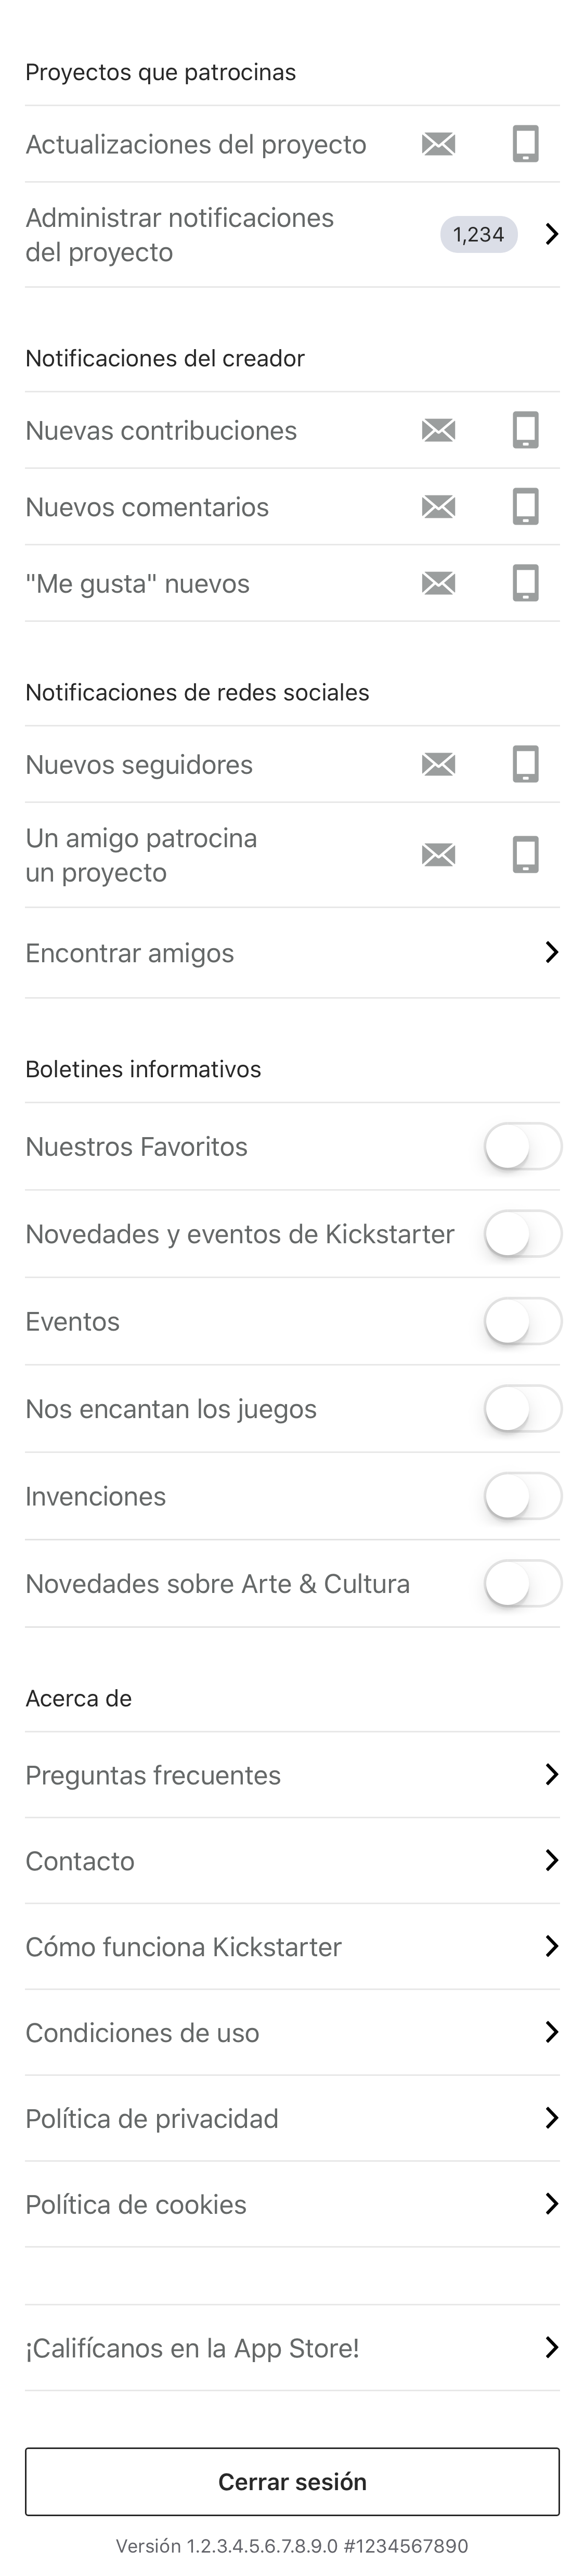 Proyectos que patrocinas
Actualizaciones del proyecto
Administrar notificaciones
del proyecto
1,234
Notificaciones del creador
Nuevas contribuciones
Nuevos comentarios
"Me gusta" nuevos
Notificaciones de redes sociales
Nuevos seguidores
Un amigo patrocina
un proyecto
Encontrar amigos
Boletines informativos
Nuestros Favoritos
Novedades y eventos de Kickstarter
Eventos
Nos encantan los juegos
Invenciones
Novedades sobre Arte & Cultura
Acerca de
Preguntas frecuentes
Contacto
Cómo funciona Kickstarter
Condiciones de uso
Política de privacidad
Política de cookies
¡Califícanos en la App Store!
Cerrar sesión
Versión 1.2.3.4.5.6.7.8.9.0 #1234567890